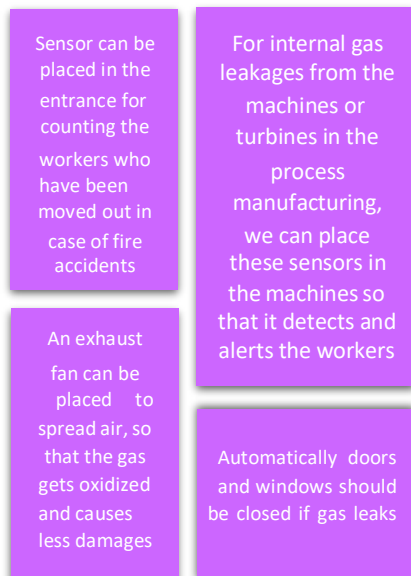 Sensor can be
placed in the
entrance for
counting the
workers who
have been
moved out in
case of fire
accidents
For internal gas
leakages from the
machines or
turbines in the
process
manufacturing,
we can place
these sensors in
the machines so
that it detects and
alerts the workers
An exhaust
fan can be
placed to
spread air, so
that the gas
gets oxidized
and causes
less damages
Automatically doors
and windows should
be closed if gas leaks